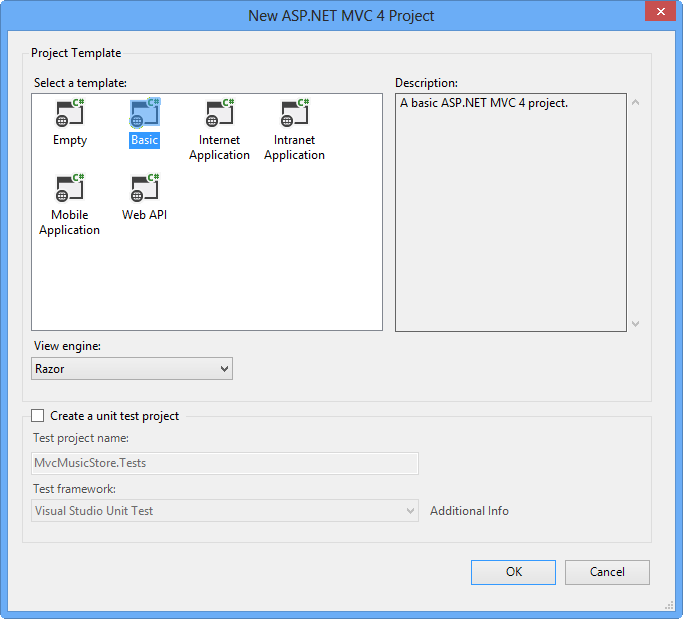 New ASP.NET MVC 4 Project
Project Template
Select a template:
C# C# C# C#
Empty Basic Internet Application Intranet Application
C# C#
Mobile Application Web API
Description:
A basic ASP.NET MVC 4 project.
View engine:
Razor
Create a unit test project
Test project name:
MvcMusicStore.Tests
Test framework:
Visual Studio Unit Test
Additional Info
OK
Cancel